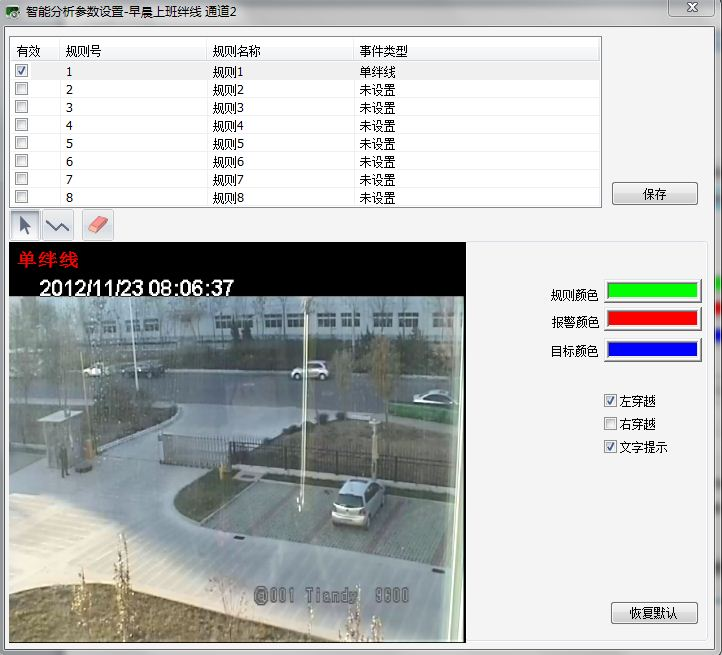 智能分析参数设置-早晨上班绊线 通道2
有效 规则号 规则名称 事件类型
1 规则1 单绊线
2 规则2 未设置
3 规则3 未设置
4 规则4 未设置
5 规则5 未设置
6 规则6 未设置
7 规则7 未设置
8 规则8 未设置
保存
单绊线
2012/11/23 08:06:37
规则颜色
报警颜色
目标颜色
左穿越
右穿越
文字提示
@001 Tiandy 9600
恢复默认